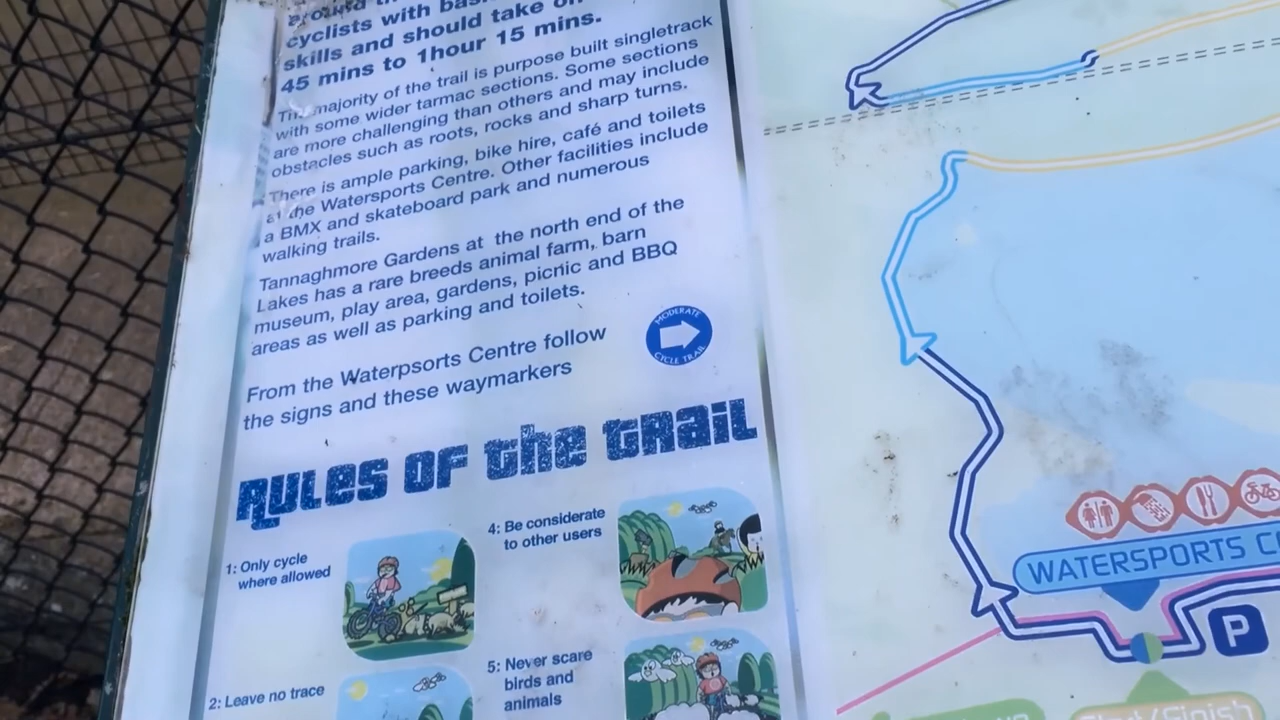 cyclists with
skills and should take
45 mins to 1hour 15 mins.
The majority of the trail is purpose built singletrack
with some wider tarmac sections. Some sections
are more challenging than others and may include
obstacles such as roots, rocks and sharp turns.
There is ample parking, bike hire, café and toilets
at the Watersports Centre. Other facilities include
a BMX and skateboard park and numerous
walking trails.
Tannaghmore Gardens at the north end of the
Lakes has a rare breeds animal farm, barn
museum, play area, gardens, picnic and BBQ
areas as well as parking and toilets.
From the Waterpsorts Centre follow
the signs and these waymarkers
MODERATE
CYCLE TRAIL
RULES OF the tRAIL
1: Only cycle
where allowed
2: Leave no trace
4: Be considerate
to other users
5: Never scare
birds and
animals
WATERSPORTS
P
Start/Finish